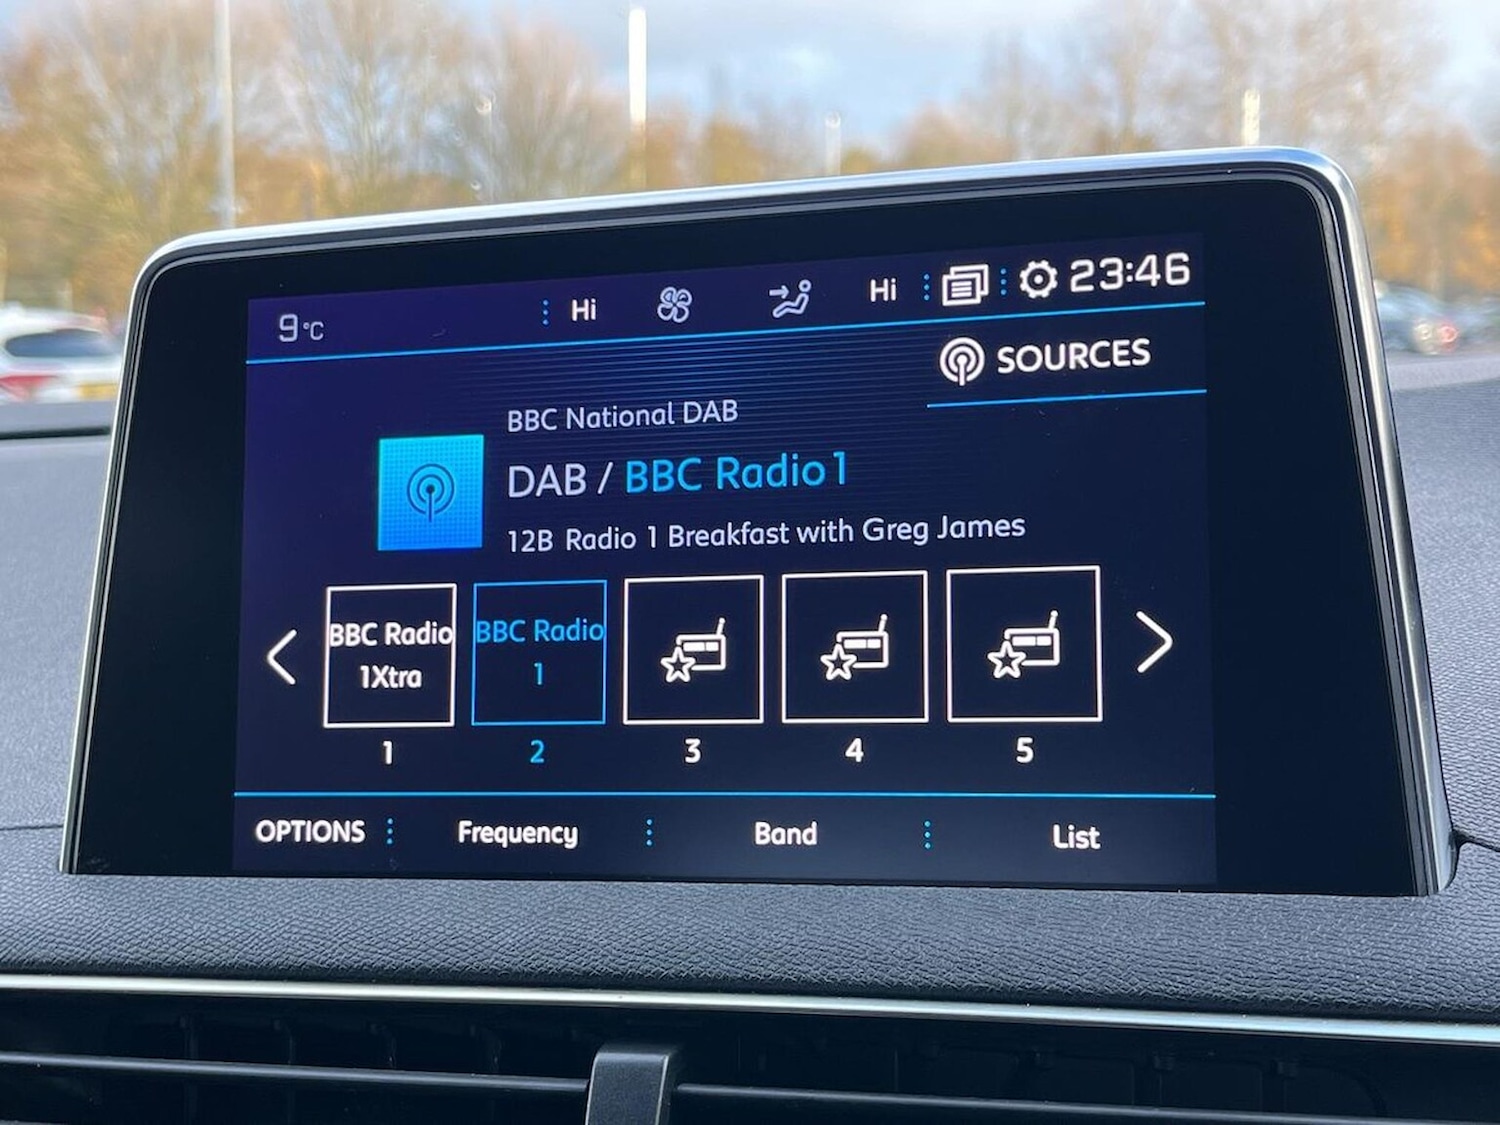 9°C Hi Hi 23:46
SOURCES
BBC National DAB
DAB / BBC Radio 1
12B Radio 1 Breakfast with Greg James
BBC Radio 1Xtra
BBC Radio 1
1 2 3 4 5
OPTIONS Frequency Band List